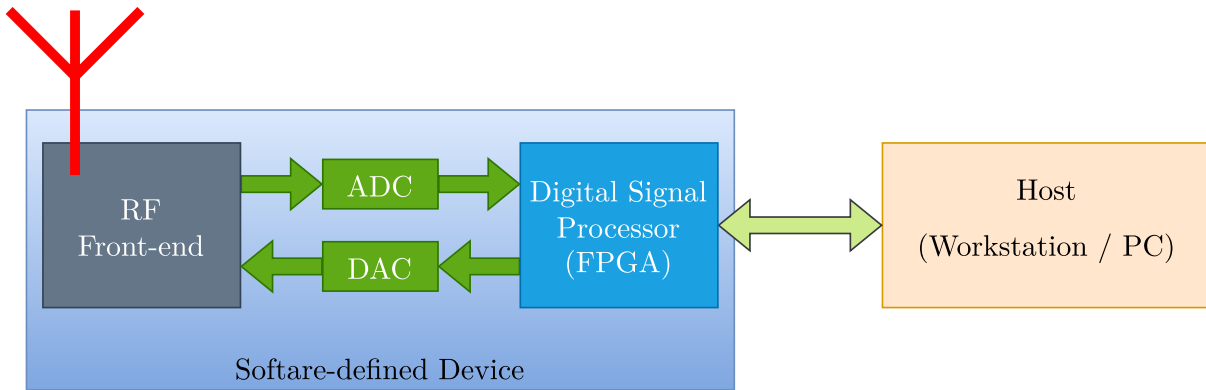 RF
Front-end
ADC
DAC
Digital Signal
Processor
(FPGA)
Host
(Workstation / PC)
Softare-defined Device